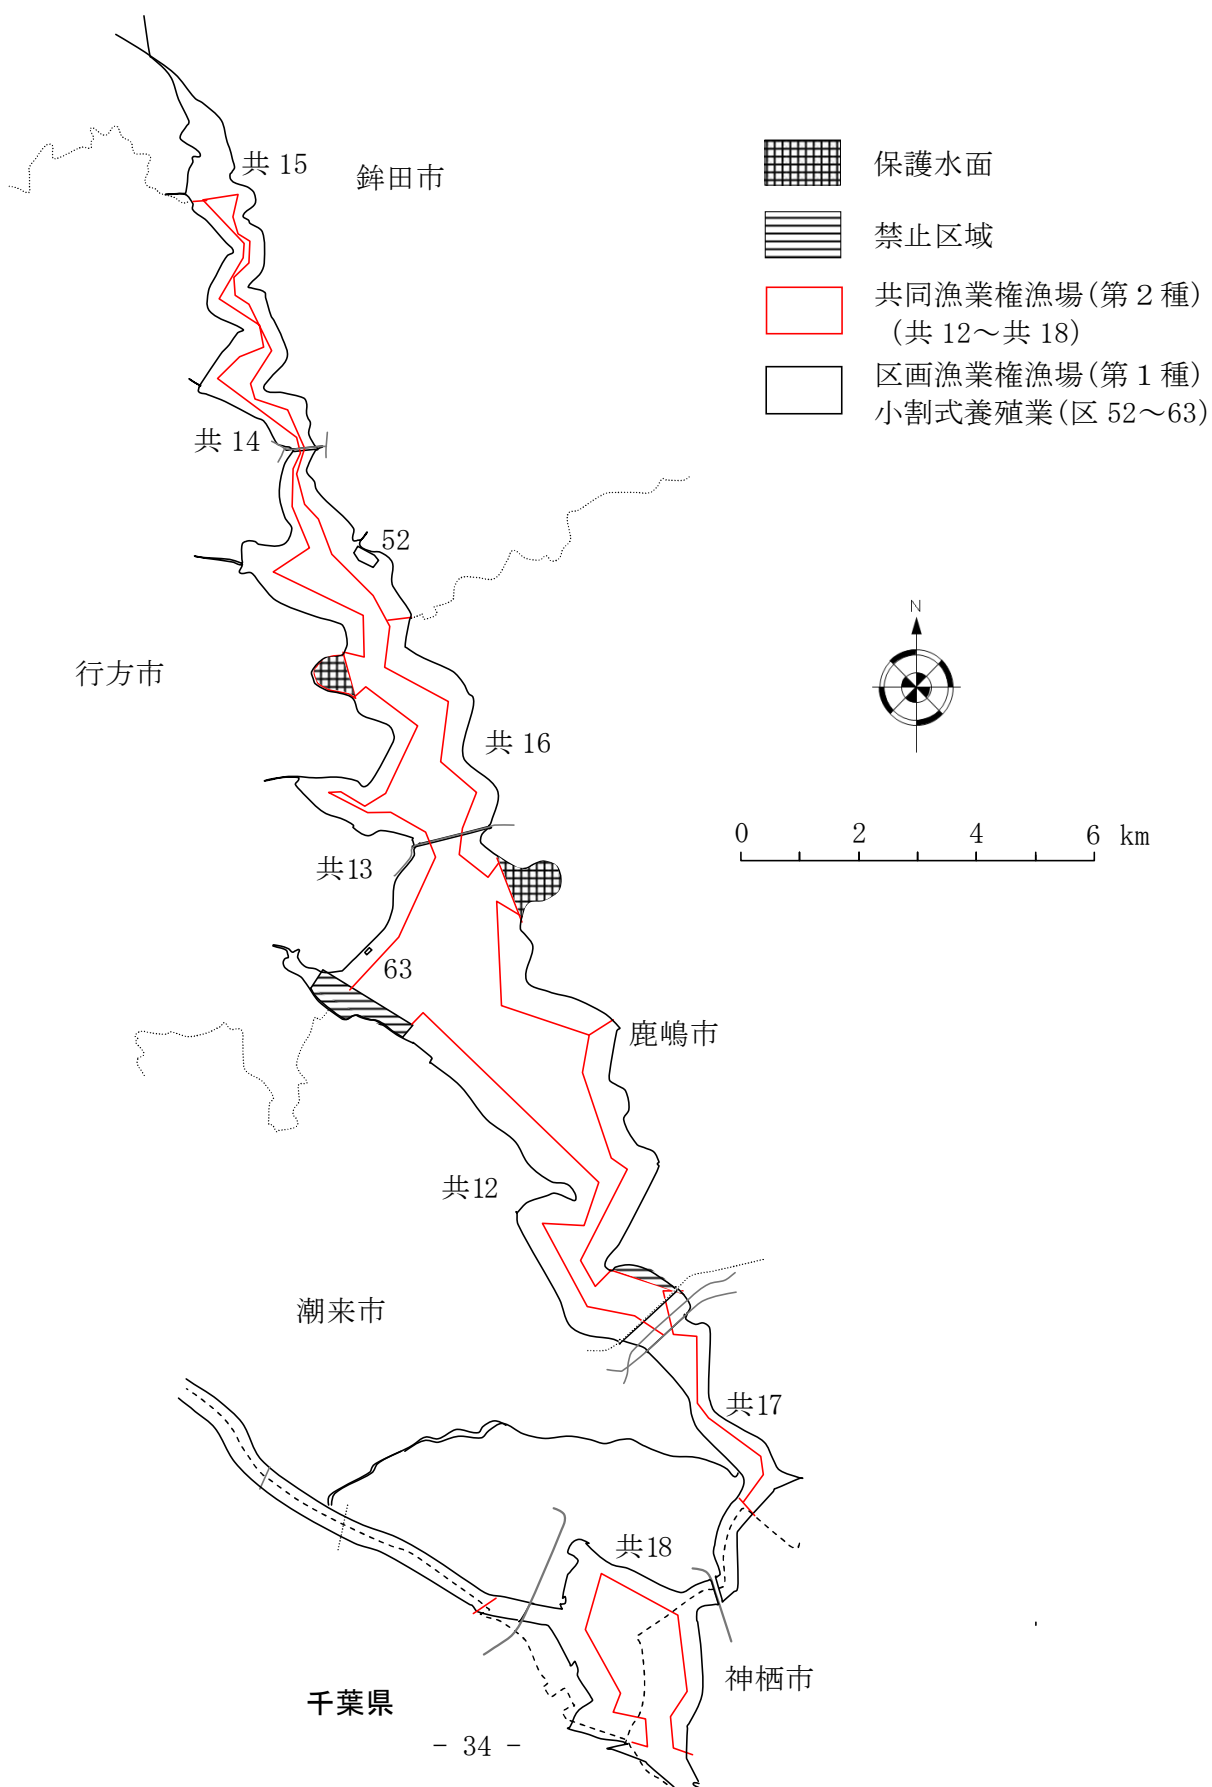 共 15
鉾田市
保護水面
禁止区域
共同漁業権漁場(第２種)
(共 12～共 18)
区画漁業権漁場(第１種)
小割式養殖業(区 52～63)
共 14
52
N
行方市
共 16
0 2 4 6 km
共13
63
鹿嶋市
共12
潮来市
共17
共18
神栖市
千葉県
- 34 -